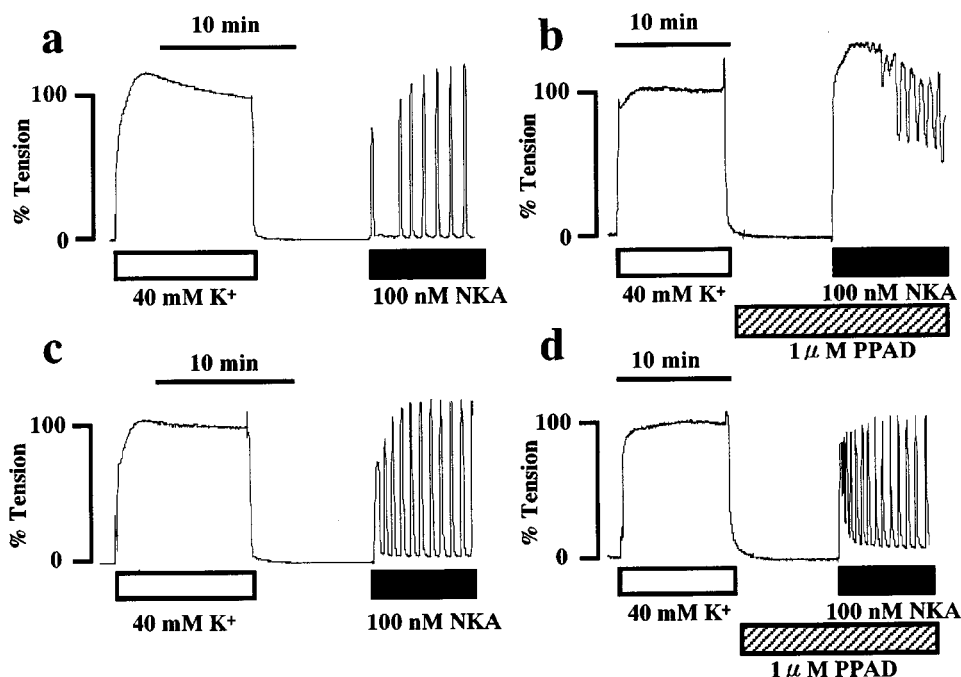 a
10 min
100
0
% Tension
40 mM K+
100 nM NKA
b
10 min
100
0
% Tension
40 mM K+
100 nM NKA
1 μ M PPAD
c
10 min
100
0
% Tension
40 mM K+
100 nM NKA
d
10 min
100
0
% Tension
40 mM K+
100 nM NKA
1 μ M PPAD